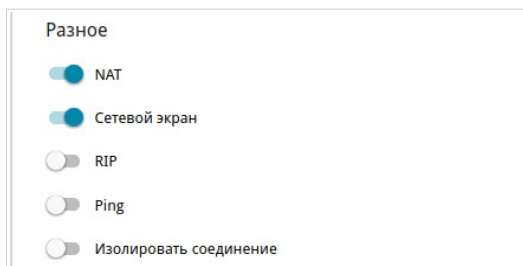 Разное
NAT
Сетевой экран
RIP
Ping
Изолировать соединение